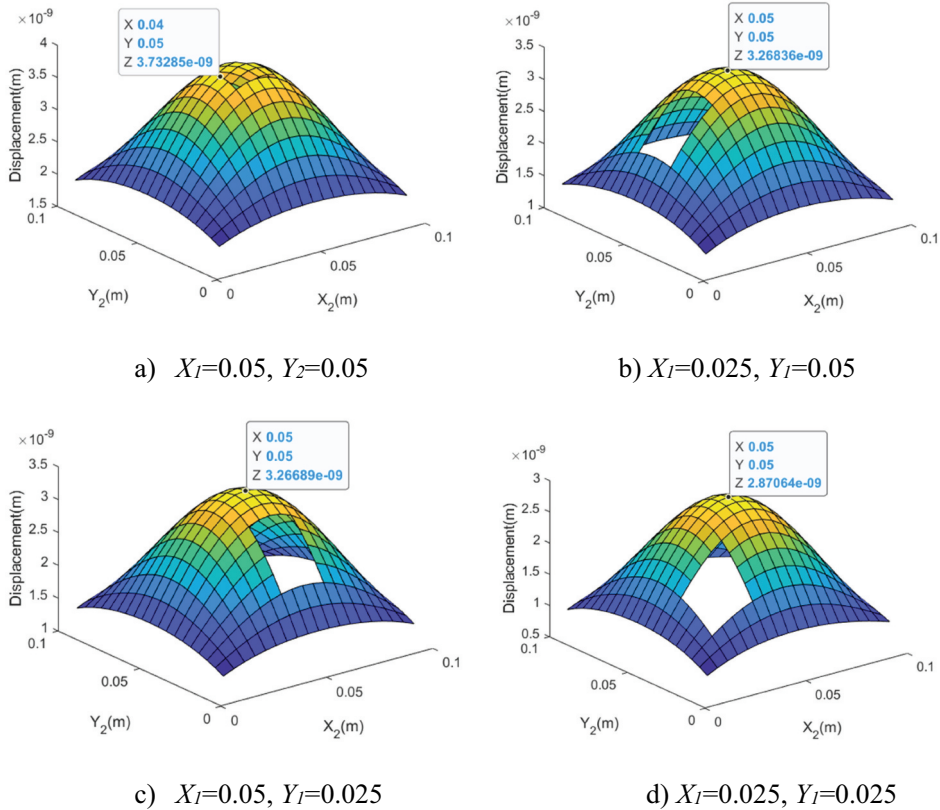 ×10⁻⁹
X 0.04
Y 0.05
Z 3.73285e-09
4
3.5
3
2.5
2
1.5
Displacement(m)
0.1
0.05
0
Y₂(m)
0
0.05
0.1
X₂(m)
a) X₁=0.05, Y₂=0.05
×10⁻⁹
X 0.05
Y 0.05
Z 3.26836e-09
3.5
3
2.5
2
1.5
1
Displacement(m)
0.1
0.05
0
Y₂(m)
0
0.05
0.1
X₂(m)
b) X₁=0.025, Y₁=0.05
×10⁻⁹
X 0.05
Y 0.05
Z 3.26689e-09
3.5
3
2.5
2
1.5
1
Displacement(m)
0.1
0.05
0
Y₂(m)
0
0.05
0.1
X₂(m)
c) X₁=0.05, Y₁=0.025
×10⁻⁹
X 0.05
Y 0.05
Z 2.87064e-09
3
2.5
2
1.5
1
0.5
Displacement(m)
0.1
0.05
0
Y₂(m)
0
0.05
0.1
X₂(m)
d) X₁=0.025, Y₁=0.025